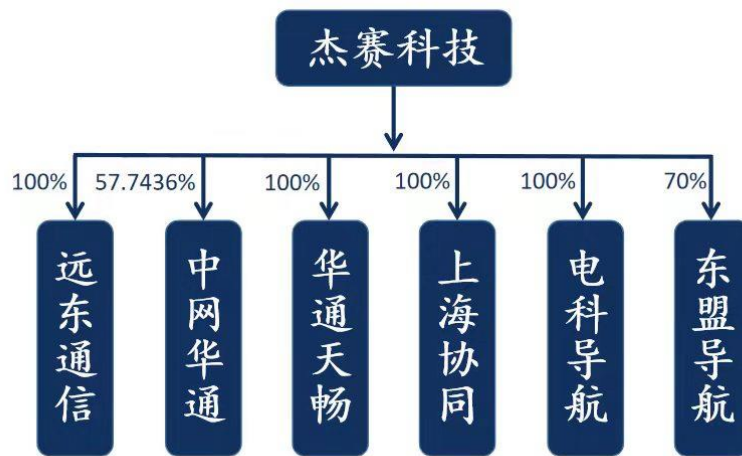 杰赛科技
100%
57.7436%
100%
100%
100%
70%
远东通信
中网华通
华通天畅
上海协同
电科导航
东盟导航